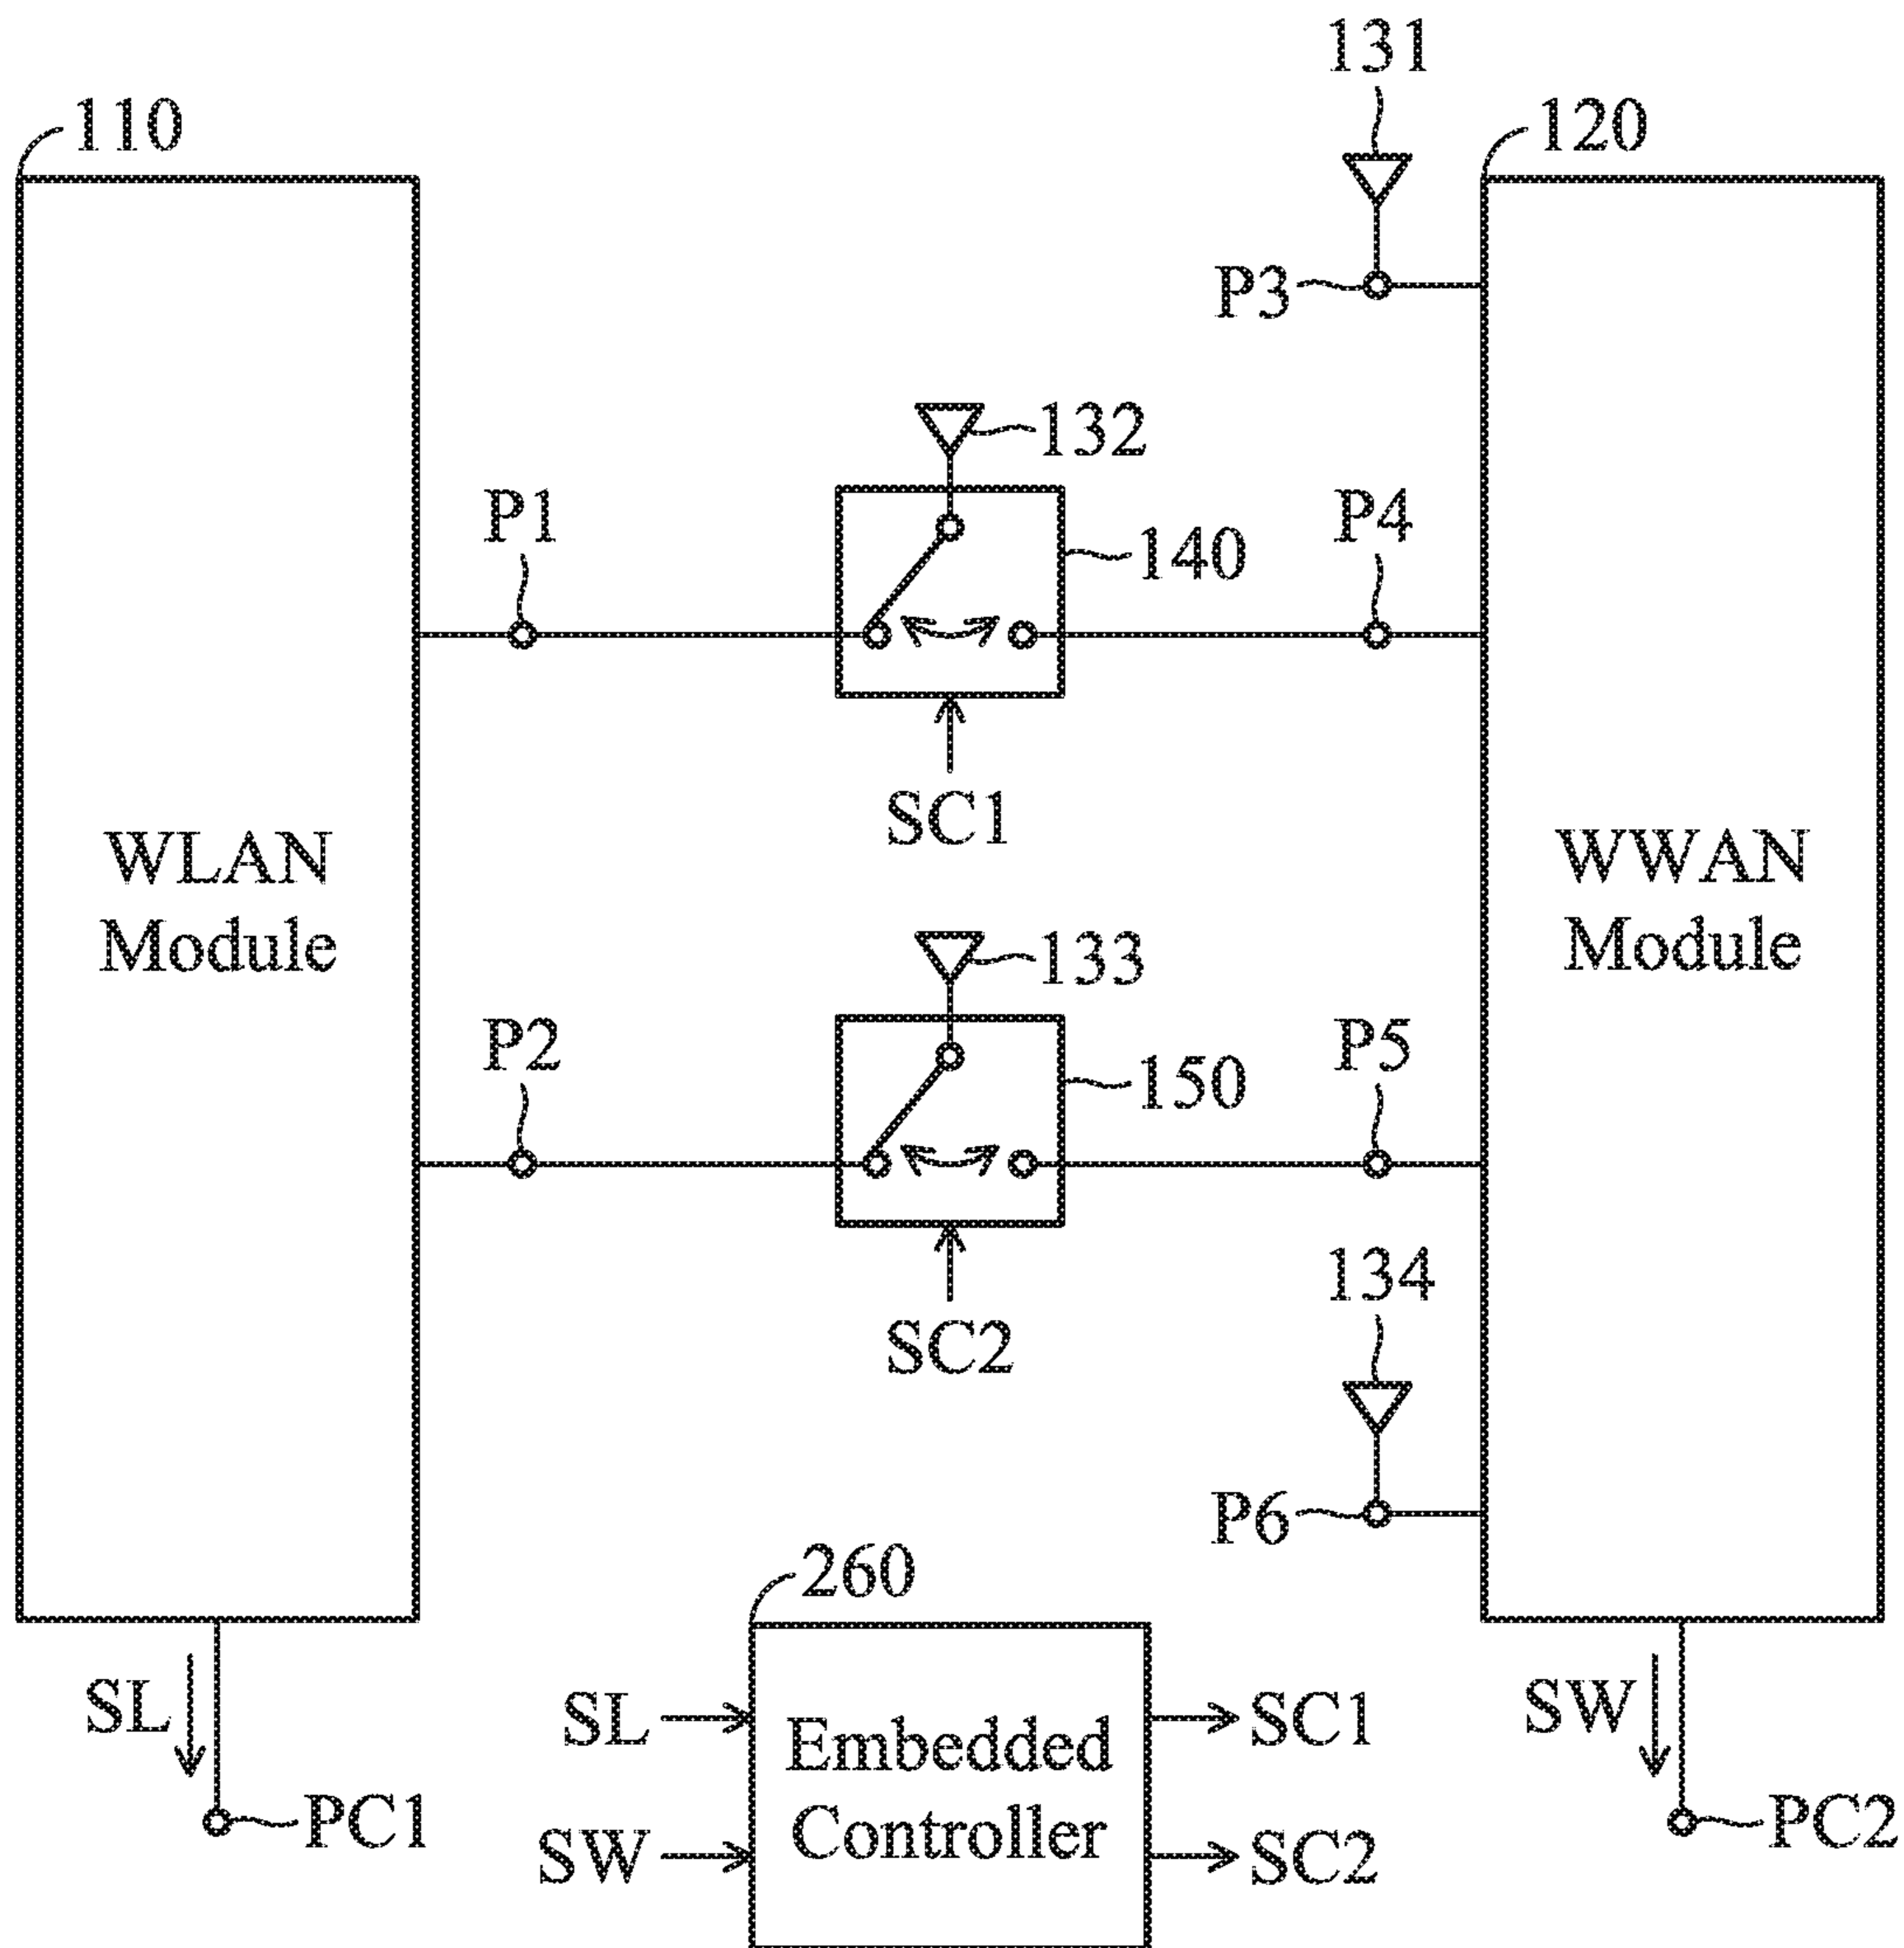 131
110
120
P3
132
P1
140
P4
SC1
WLAN
Module
WWAN
Module
133
P2
150
P5
134
SC2
P6
260
SL
SL
Embedded
Controller
SC1
SW
PC1
SW
SC2
PC2